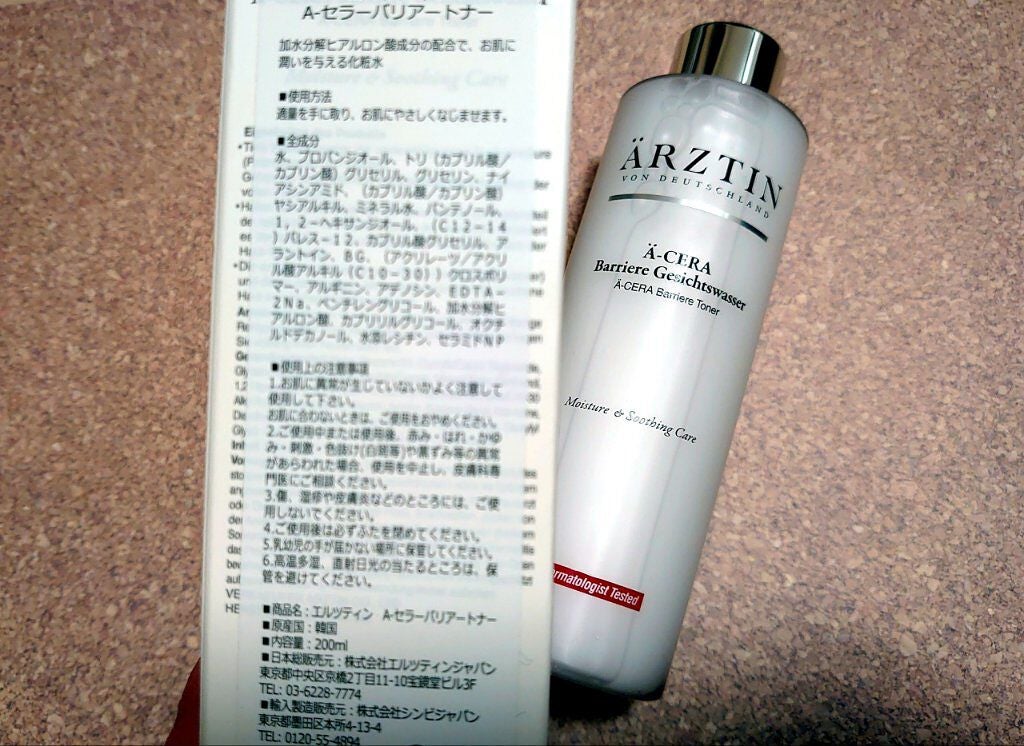 A-セラーバリアートナー
加水分解ヒアルロン酸成分の配合で、お肌に
潤いを与える化粧水
■使用方法
適量を手に取り、お肌にやさしくなじませます。
■全成分
水、プロパンジオール、トリ（カプリル酸／
カプリン酸）グリセリル、グリセリン、ナイ
アシンアミド、（カプリル酸／カプリン酸）
ヤシアルキル、ミネラル水、パンテノール、
１，２－ヘキサンジオール、（C１２－１４
）パレス－１２、カプリル酸グリセリル、ア
ラントイン、BG、（アクリレーツ／アクリ
ル酸アルキル（C１０－３０））クロスポリ
マー、アルギニン、アデノシン、EDTA－
２Na、ペンチレングリコール、加水分解ヒ
アルロン酸、カプリリルグリコール、オクチ
ルドデカノール、水添レシチン、セラミドNP
■使用上の注意事項
1.お肌に異常が生じていないかよく注意して
使用して下さい。
お肌に合わないときは、ご使用をおやめください。
2.ご使用中または使用後、赤み・はれ・かゆ
み・刺激・色抜け(白斑等)や黒ずみ等の異常
があらわれた場合、使用を中止し、皮膚科専
門医にご相談ください。
3.傷、湿疹や皮膚炎などのところには、ご使
用しないでください。
4.ご使用後は必ずふたを閉めてください。
5.乳幼児の手が届かない場所に保管してください。
6.高温多湿、直射日光の当たるところは、保
管を避けてください。
■商品名：エルツティン A-セラーバリアートナー
■原産国：韓国
■内容量：200ml
■日本総販売元：株式会社エルツティンジャパン
東京都中央区京橋2丁目11-10宝鏡堂ビル3F
TEL: 03-6228-7774
■輸入製造販売元：株式会社シンビジャパン
東京都墨田区本所4-13-4
TEL: 0120-55-4894
ÄRZTIN
VON DEUTSCHLAND
Ä-CERA
Barriere Gesichtswasser
Ä-CERA Barriere Toner
Moisture & Soothing Care
ermatologist Tested